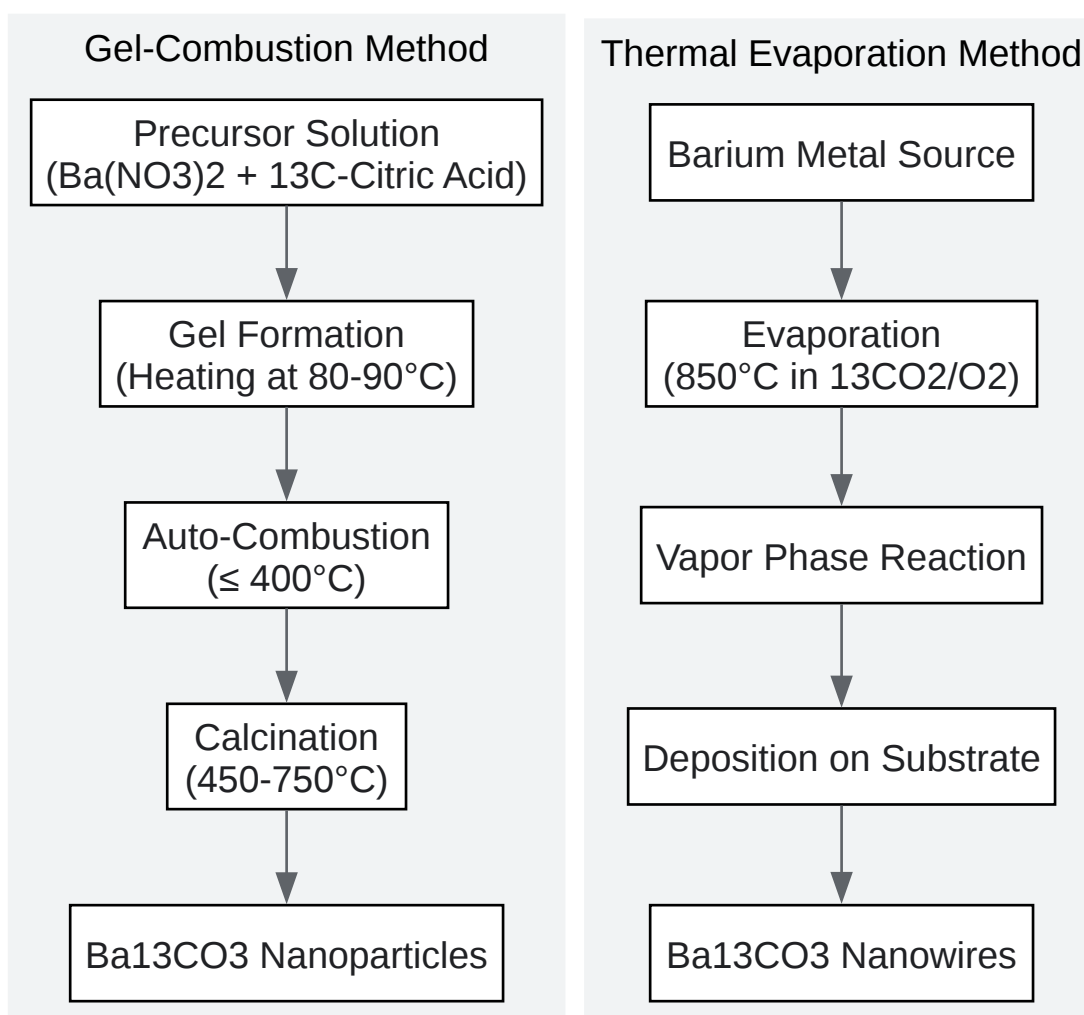 Gel-Combustion Method
Precursor Solution
(Ba(NO3)2 + 13C-Citric Acid)
Gel Formation
(Heating at 80-90°C)
Auto-Combustion
(≤ 400°C)
Calcination
(450-750°C)
Ba13CO3 Nanoparticles
Thermal Evaporation Method
Barium Metal Source
Evaporation
(850°C in 13CO2/O2)
Vapor Phase Reaction
Deposition on Substrate
Ba13CO3 Nanowires